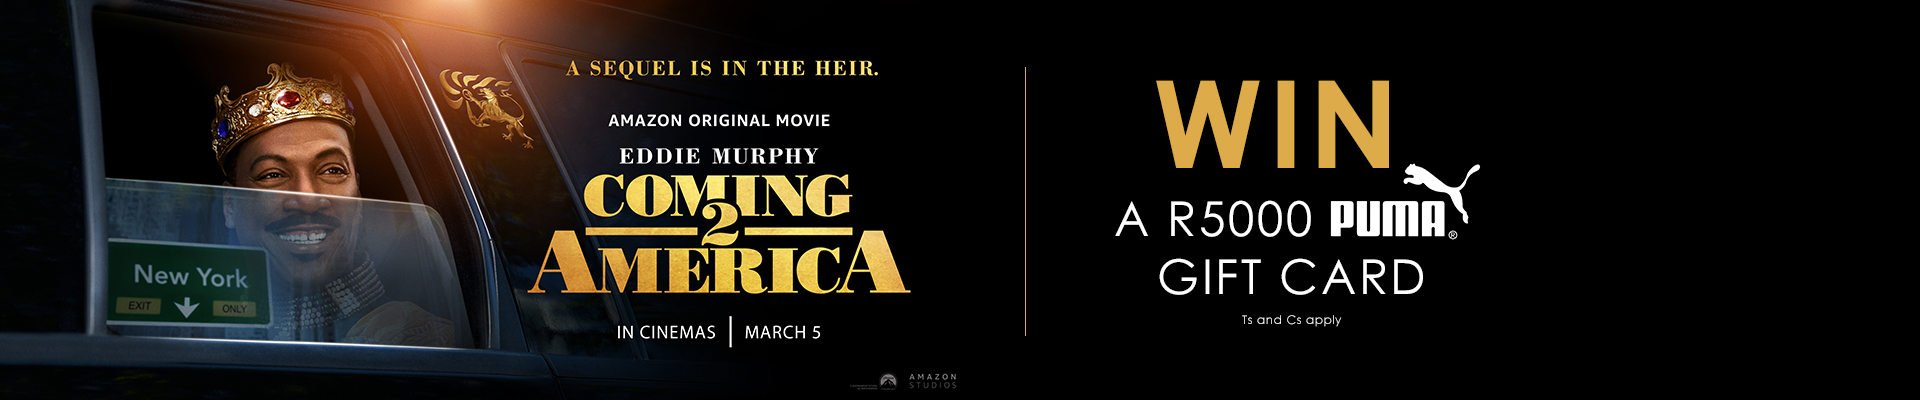 A SEQUEL IS IN THE HEIR.
AMAZON ORIGINAL MOVIE
EDDIE MURPHY
COMING
2
AMERICA
IN CINEMAS | MARCH 5
New York
EXIT ONLY
AMAZON
STUDIOS
WIN
A R5000 PUMA®
GIFT CARD
Ts and Cs apply